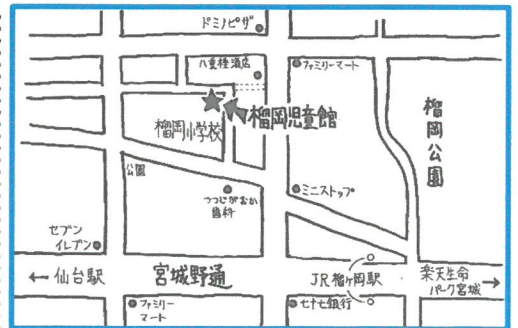 ドミノピザ
八重桂酒店
ファミリーマート
榴岡児童館
榴岡小学校
榴岡公園
公園
つつじがおか
歯科
ミニストップ
セブン
イレブン
← 仙台駅
宮城野通
JR榴ヶ岡駅
楽天生命
パーク宮城 →
ファミリー
マート
七十七銀行